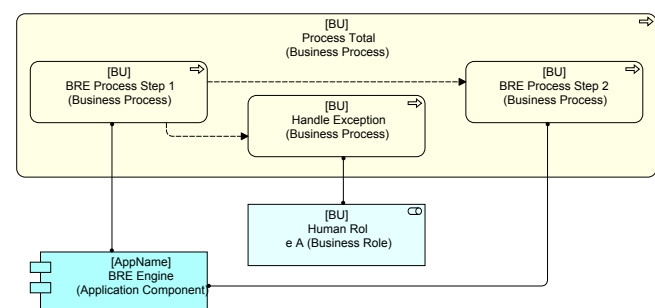 [BU]
Process Total
(Business Process)
[BU]
BRE Process Step 1
(Business Process)
[BU]
BRE Process Step 2
(Business Process)
[BU]
Handle Exception
(Business Process)
[BU]
Human Rol
e A (Business Role)
[AppName]
BRE Engine
(Application Component)